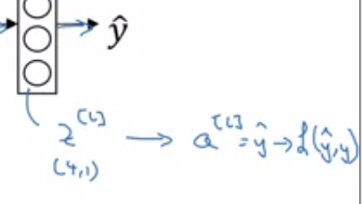 ŷ
z^[L] → a^[L] = ŷ → ℒ(ŷ,y)
(4,1)